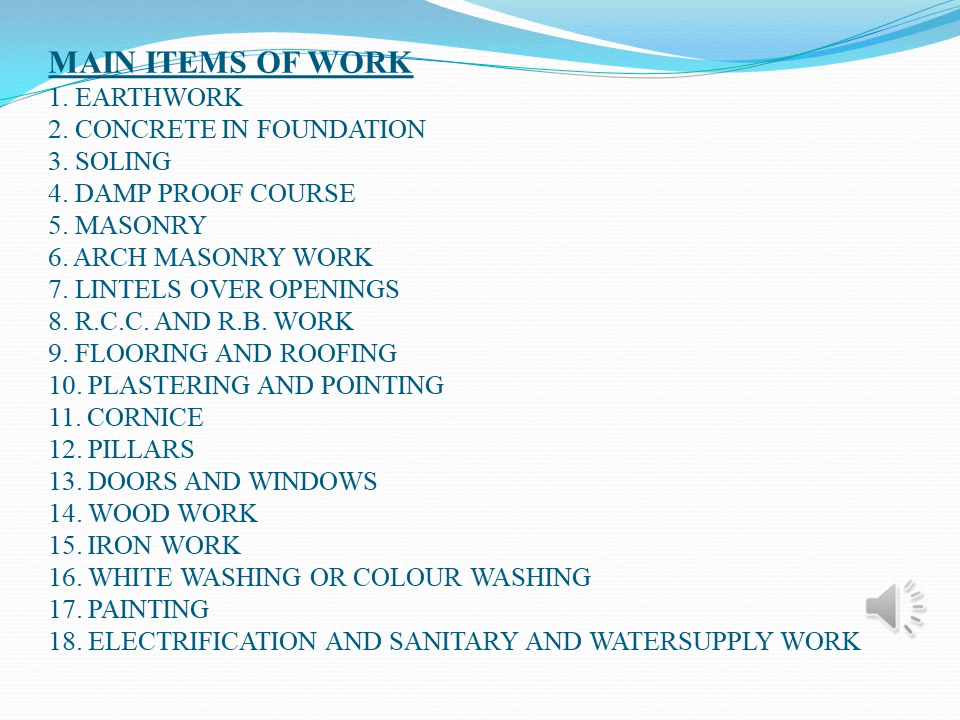 MAIN ITEMS OF WORK
1. EARTHWORK
2. CONCRETE IN FOUNDATION
3. SOLING
4. DAMP PROOF COURSE
5. MASONRY
6. ARCH MASONRY WORK
7. LINTELS OVER OPENINGS
8. R.C.C. AND R.B. WORK
9. FLOORING AND ROOFING
10. PLASTERING AND POINTING
11. CORNICE
12. PILLARS
13. DOORS AND WINDOWS
14. WOOD WORK
15. IRON WORK
16. WHITE WASHING OR COLOUR WASHING
17. PAINTING
18. ELECTRIFICATION AND SANITARY AND WATERSUPPLY WORK